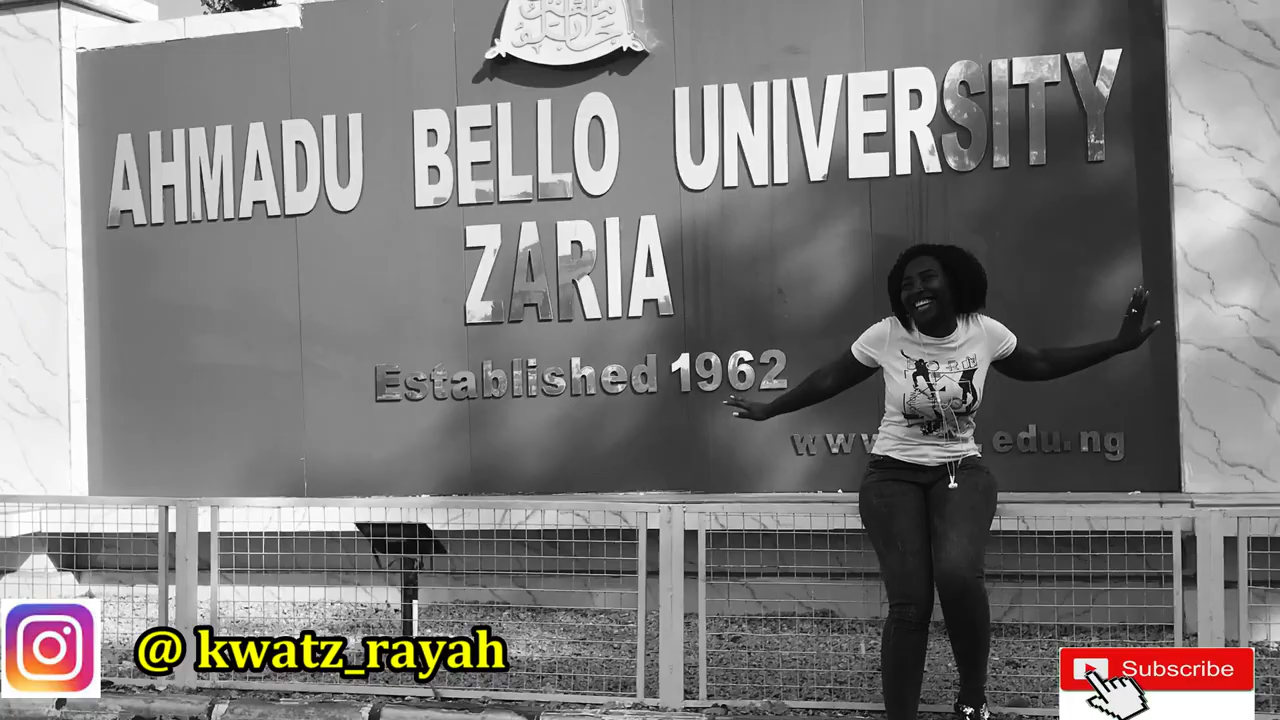 AHMADU BELLO UNIVERSITY
ZARIA
Established 1962
edu.ng
@ kwatz_rayah
Subscribe